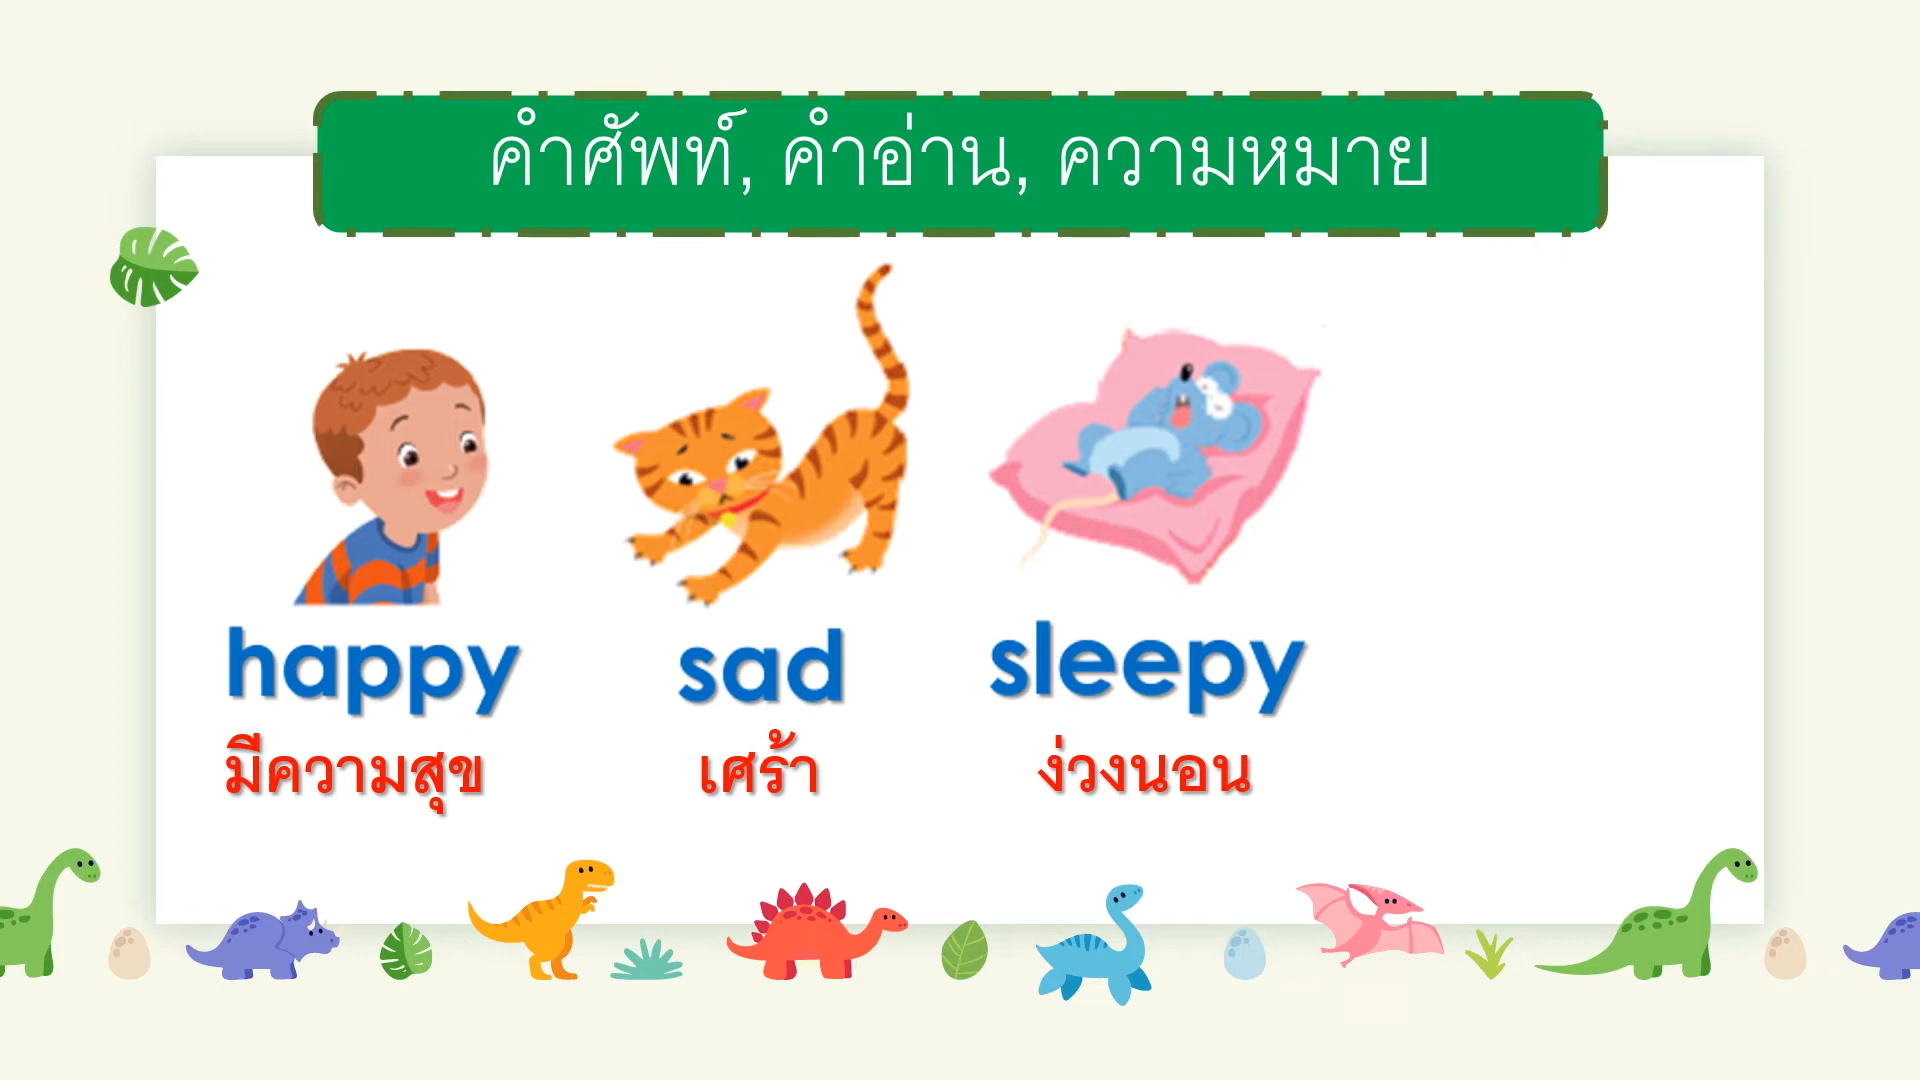 คำศัพท์, คำอ่าน, ความหมาย
happy sad sleepy
มีความสุข เศร้า ง่วงนอน